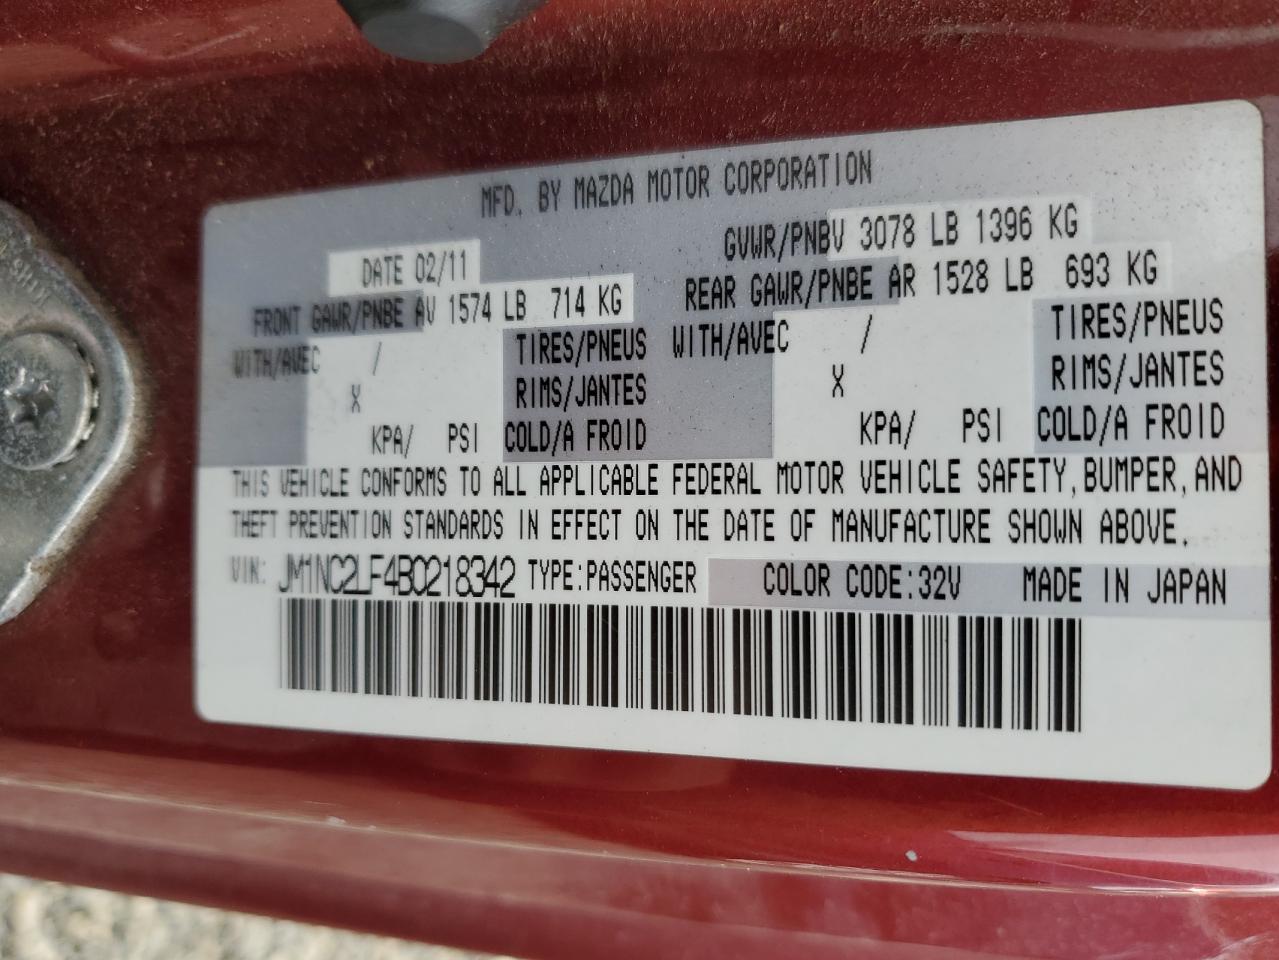 MFD. BY MAZDA MOTOR CORPORATION
DATE 02/11 GVWR/PNBV 3078 LB 1396 KG
FRONT GAWR/PNBE AV 1574 LB 714 KG REAR GAWR/PNBE AR 1528 LB 693 KG
WITH/AVEC / TIRES/PNEUS WITH/AVEC / TIRES/PNEUS
X RIMS/JANTES X RIMS/JANTES
KPA/ PSI COLD/A FROID KPA/ PSI COLD/A FROID
THIS VEHICLE CONFORMS TO ALL APPLICABLE FEDERAL MOTOR VEHICLE SAFETY, BUMPER, AND
THEFT PREVENTION STANDARDS IN EFFECT ON THE DATE OF MANUFACTURE SHOWN ABOVE.
VIN: JM1NC2LF4B0218342 TYPE:PASSENGER COLOR CODE:32V MADE IN JAPAN